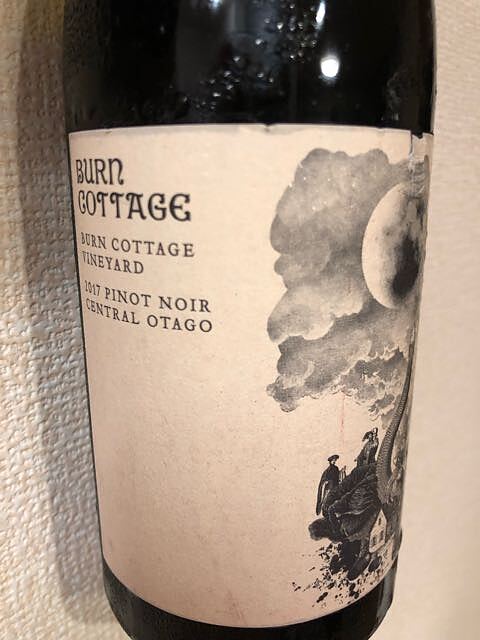 BURN
COTTAGE
BURN COTTAGE
VINEYARD
2017 PINOT NOIR
CENTRAL OTAGO